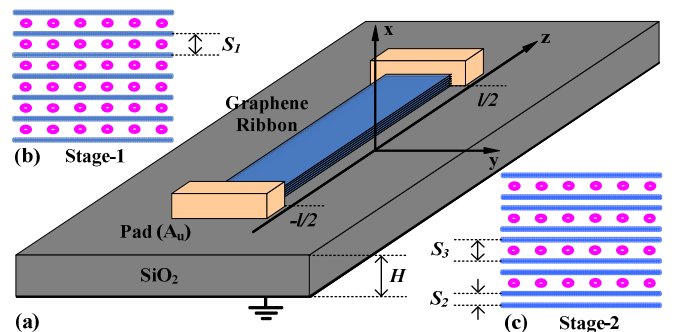 S1
(b) Stage-1
x
z
Graphene
Ribbon
l/2
y
-l/2
Pad (Au)
S3
SiO2
H
S2
(a)
(c) Stage-2